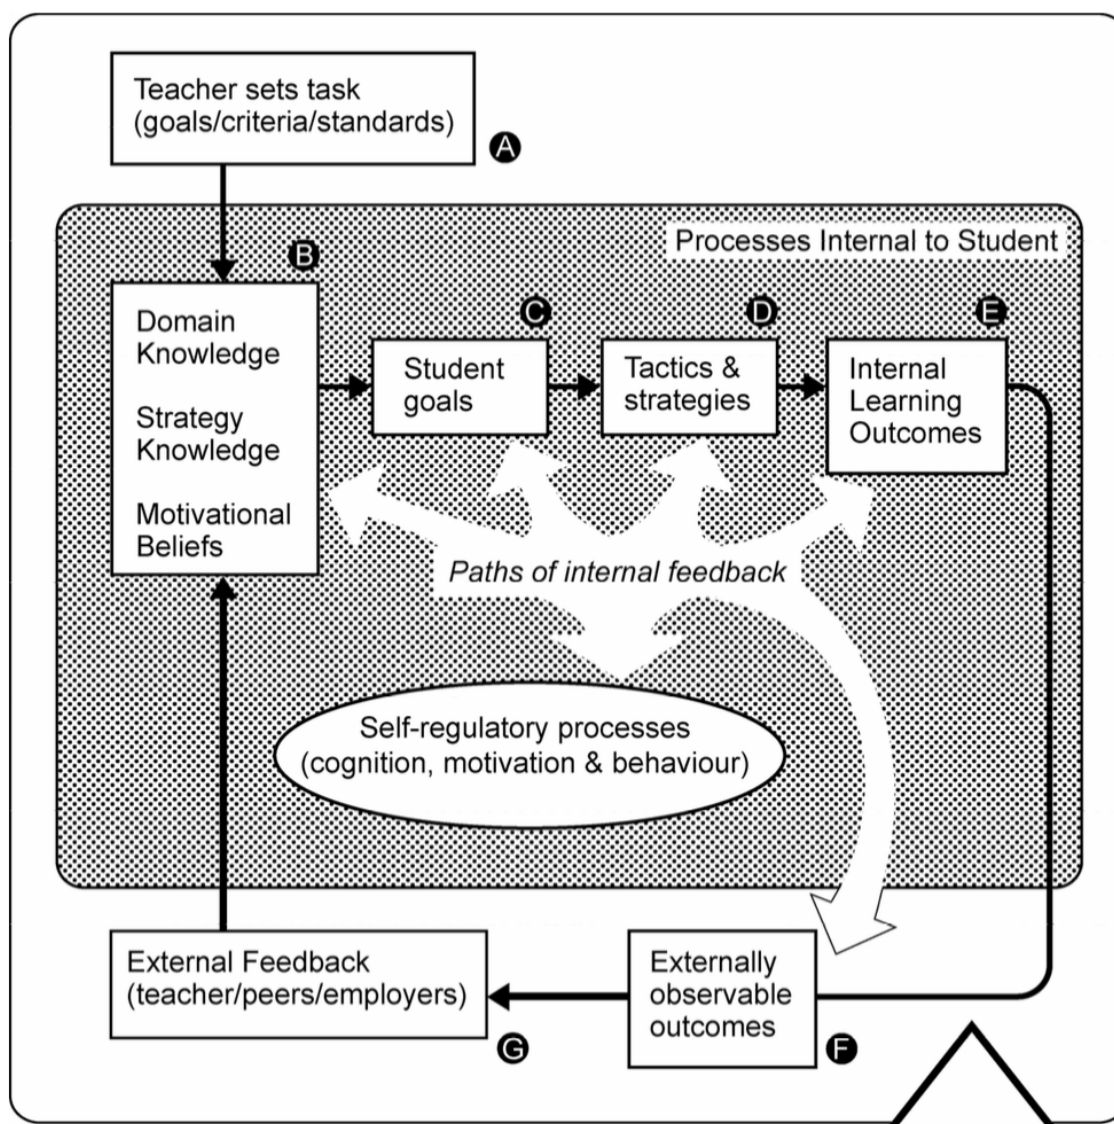 Teacher sets task
(goals/criteria/standards)
A
Processes Internal to Student
B
Domain
Knowledge
Strategy
Knowledge
Motivational
Beliefs
C
Student
goals
D
Tactics &
strategies
E
Internal
Learning
Outcomes
Paths of internal feedback
Self-regulatory processes
(cognition, motivation & behaviour)
External Feedback
(teacher/peers/employers)
G
Externally
observable
outcomes
F